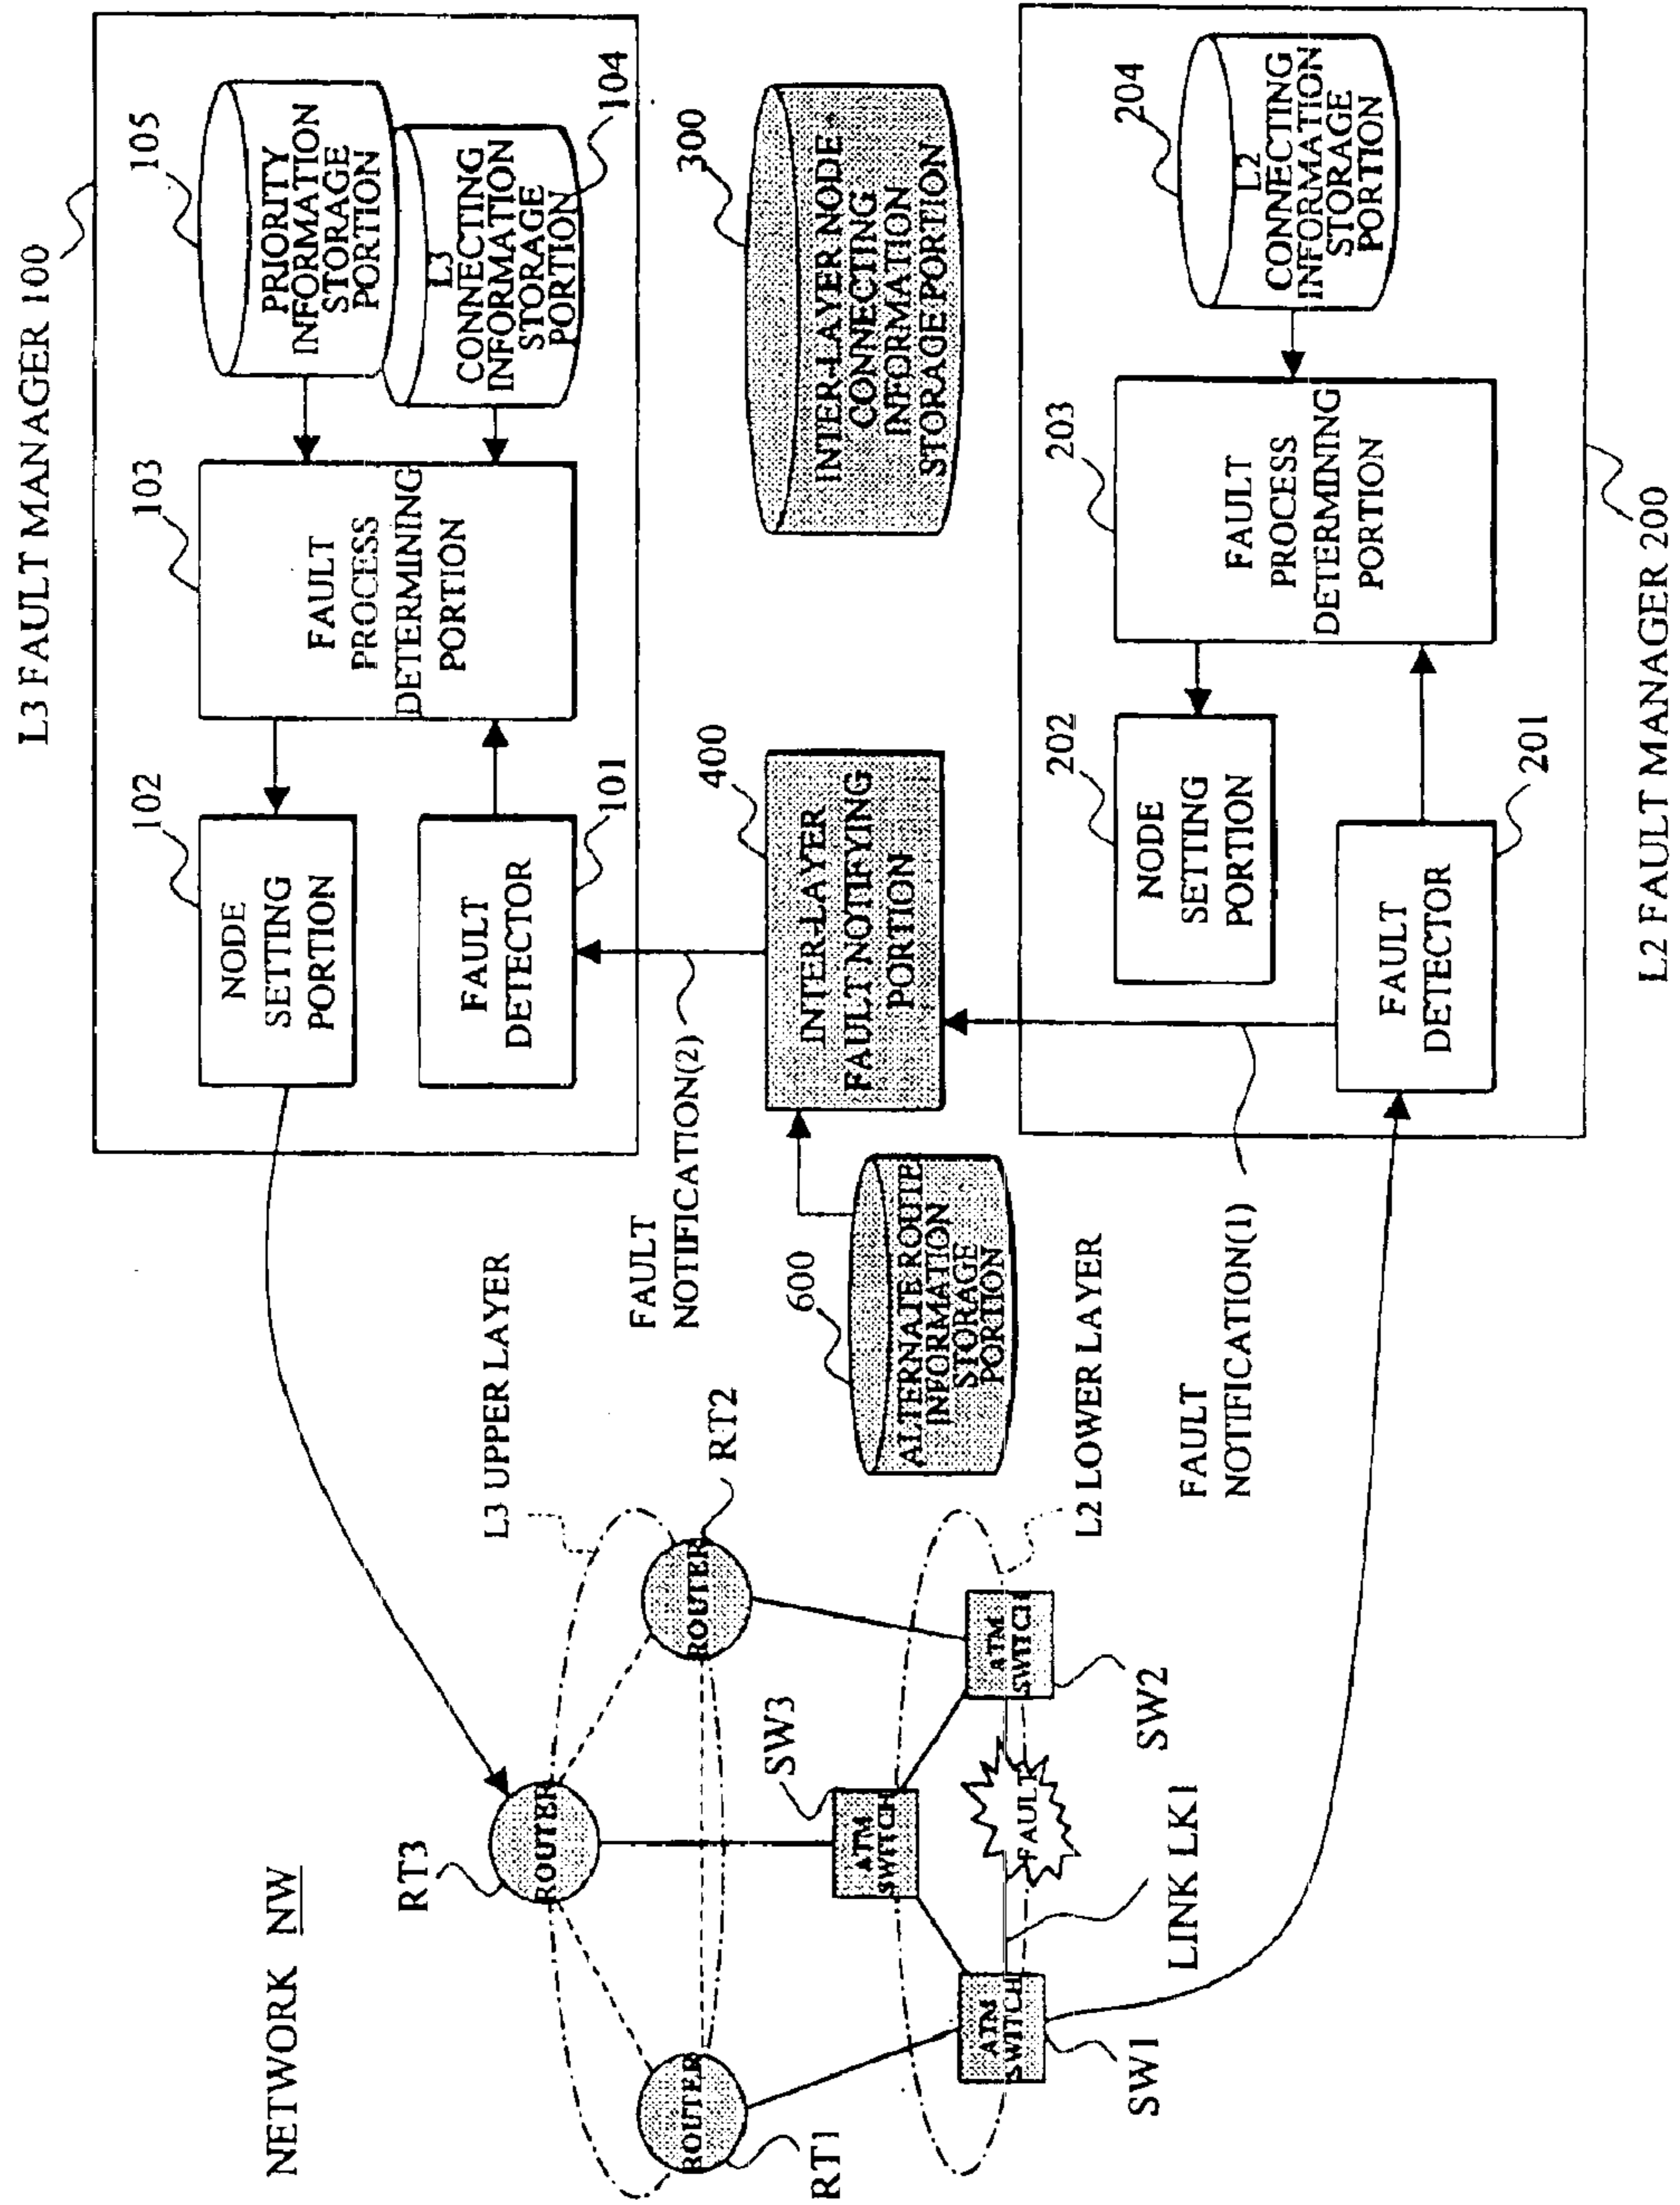 L3 FAULT MANAGER 100
102
NODE
SETTING
PORTION
FAULT
DETECTOR
101
103
FAULT
PROCESS
DETERMINING
PORTION
105
PRIORITY
INFORMATION
STORAGE
PORTION
L3
CONNECTING
INFORMATION
STORAGE
PORTION
104
NETWORK NW
RT3
ROUTER
L3 UPPER LAYER
ROUTER
RT1
ROUTER
RT2
FAULT
NOTIFICATION(2)
400
INTER-LAYER
FAULT NOTIFYING
PORTION
300
INTER-LAYER NODE
CONNECTING
INFORMATION
STORAGE PORTION
600
ALTERNATE ROUTE
INFORMATION
STORAGE
PORTION
SW3
ATM
SWITCH
ATM
SWITCH
SW1
FAULT
LINK LK1
ATM
SWITCH
SW2
L2 LOWER LAYER
FAULT
NOTIFICATION(1)
202
NODE
SETTING
PORTION
FAULT
DETECTOR
201
203
FAULT
PROCESS
DETERMINING
PORTION
204
L2
CONNECTING
INFORMATION
STORAGE
PORTION
L2 FAULT MANAGER 200